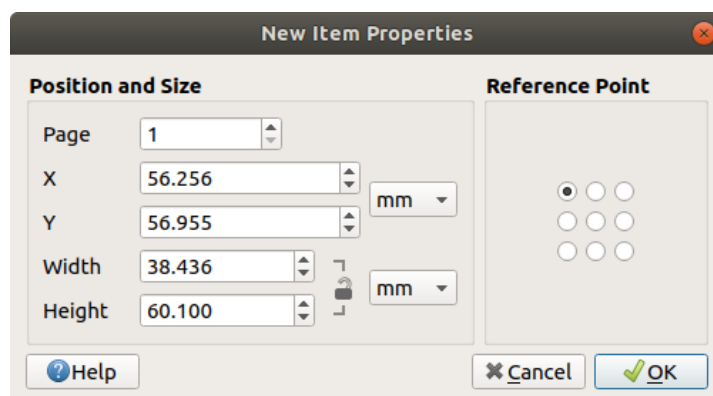 New Item Properties
Position and Size
Reference Point
Page 1
X 56.256
mm
Y 56.955
Width 38.436
mm
Height 60.100
Help
Cancel
OK